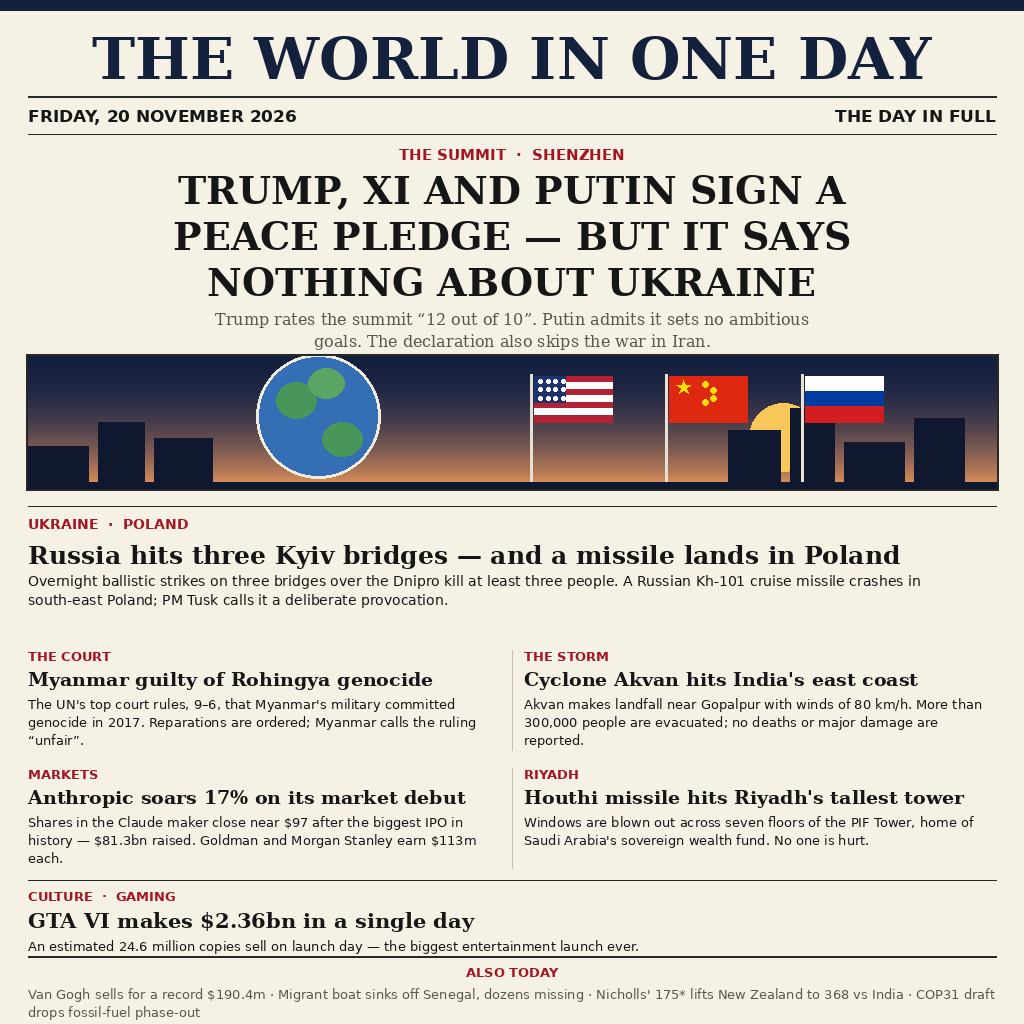 THE WORLD IN ONE DAY
FRIDAY, 20 NOVEMBER 2026
THE DAY IN FULL
THE SUMMIT · SHENZHEN
TRUMP, XI AND PUTIN SIGN A
PEACE PLEDGE — BUT IT SAYS
NOTHING ABOUT UKRAINE
Trump rates the summit “12 out of 10”. Putin admits it sets no ambitious
goals. The declaration also skips the war in Iran.
UKRAINE · POLAND
Russia hits three Kyiv bridges — and a missile lands in Poland
Overnight ballistic strikes on three bridges over the Dnipro kill at least three people. A Russian Kh-101 cruise missile crashes in
south-east Poland; PM Tusk calls it a deliberate provocation.
THE COURT
Myanmar guilty of Rohingya genocide
The UN's top court rules, 9–6, that Myanmar's military committed
genocide in 2017. Reparations are ordered; Myanmar calls the ruling
“unfair”.
THE STORM
Cyclone Akvan hits India's east coast
Akvan makes landfall near Gopalpur with winds of 80 km/h. More than
300,000 people are evacuated; no deaths or major damage are
reported.
MARKETS
Anthropic soars 17% on its market debut
Shares in the Claude maker close near $97 after the biggest IPO in
history — $81.3bn raised. Goldman and Morgan Stanley earn $113m
each.
RIYADH
Houthi missile hits Riyadh's tallest tower
Windows are blown out across seven floors of the PIF Tower, home of
Saudi Arabia's sovereign wealth fund. No one is hurt.
CULTURE · GAMING
GTA VI makes $2.36bn in a single day
An estimated 24.6 million copies sell on launch day — the biggest entertainment launch ever.
ALSO TODAY
Van Gogh sells for a record $190.4m · Migrant boat sinks off Senegal, dozens missing · Nicholls' 175* lifts New Zealand to 368 vs India · COP31 draft
drops fossil-fuel phase-out